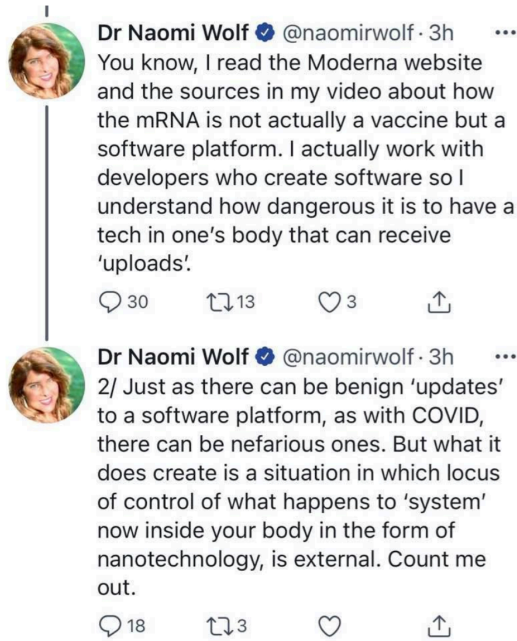 Dr Naomi Wolf @naomirwolf · 3h
You know, I read the Moderna website
and the sources in my video about how
the mRNA is not actually a vaccine but a
software platform. I actually work with
developers who create software so I
understand how dangerous it is to have a
tech in one's body that can receive
'uploads'.
30 13 3
Dr Naomi Wolf @naomirwolf · 3h
2/ Just as there can be benign 'updates'
to a software platform, as with COVID,
there can be nefarious ones. But what it
does create is a situation in which locus
of control of what happens to 'system'
now inside your body in the form of
nanotechnology, is external. Count me
out.
18 3